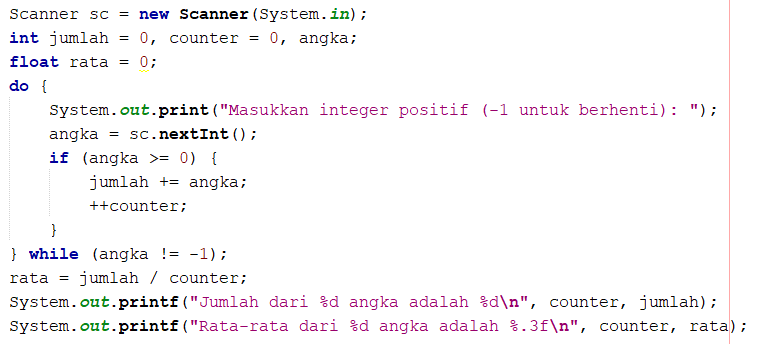 Scanner sc = new Scanner(System.in);
int jumlah = 0, counter = 0, angka;
float rata = 0;
do {
    System.out.print("Masukkan integer positif (-1 untuk berhenti): ");
    angka = sc.nextInt();
    if (angka >= 0) {
        jumlah += angka;
        ++counter;
    }
} while (angka != -1);
rata = jumlah / counter;
System.out.printf("Jumlah dari %d angka adalah %d\n", counter, jumlah);
System.out.printf("Rata-rata dari %d angka adalah %.3f\n", counter, rata);